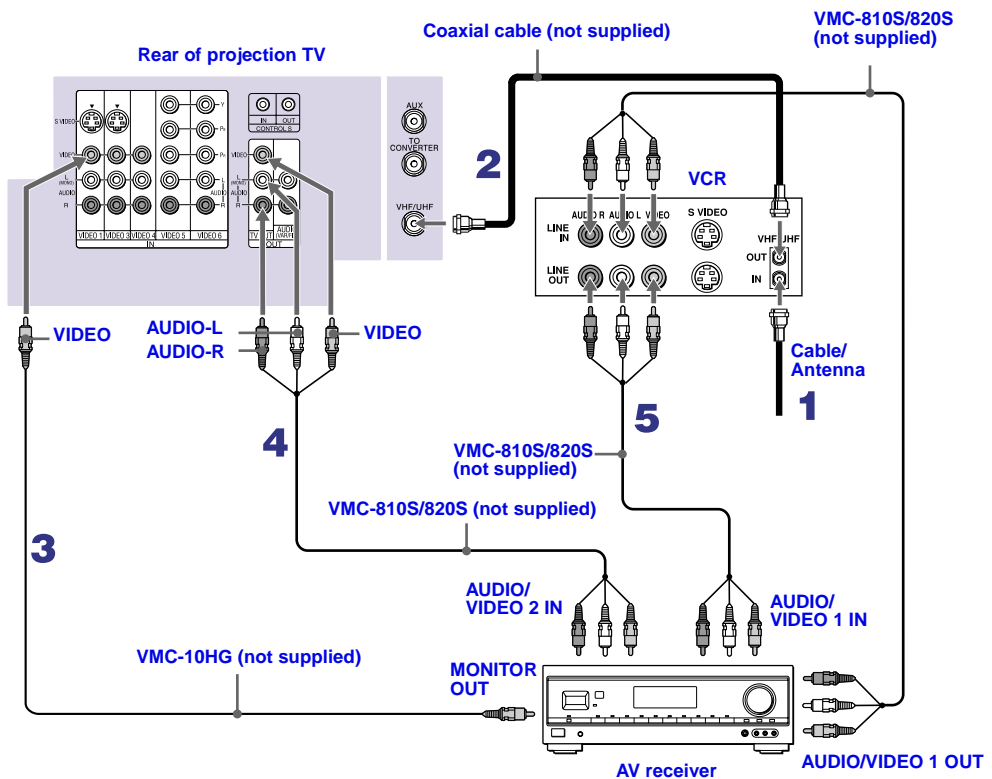 VMC-810S/820S
(not supplied)
Coaxial cable (not supplied)
Rear of projection TV
S VIDEO
VIDEO
L
(MONO)
AUDIO
R
Y
PB
PR
L
AUDIO
R
VIDEO 1
VIDEO 3
VIDEO 4
VIDEO 5
VIDEO 6
IN
IN
OUT
CONTROL S
VIDEO
L
(MONO)
AUDIO
R
OUT
AUX
TO
CONVERTER
VHF/UHF
2
VCR
AUDIO R
AUDIO L
VIDEO
S VIDEO
LINE
IN
LINE
OUT
VHF/UHF
OUT
IN
VIDEO
AUDIO-L
AUDIO-R
VIDEO
Cable/
Antenna
1
4
5
VMC-810S/820S
(not supplied)
VMC-810S/820S (not supplied)
3
AUDIO/
VIDEO 2 IN
AUDIO/
VIDEO 1 IN
VMC-10HG (not supplied)
MONITOR
OUT
AV receiver
AUDIO/VIDEO 1 OUT